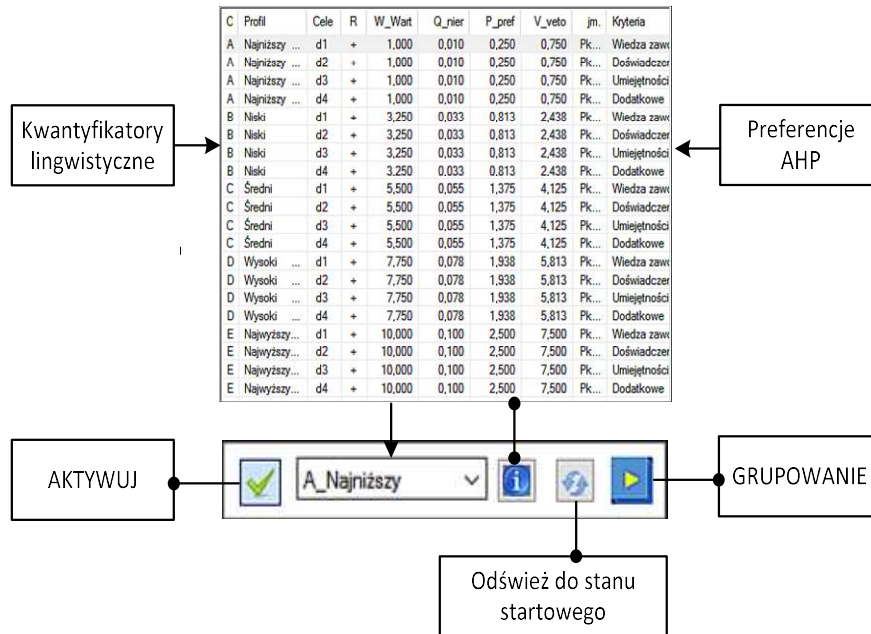 C Profil Cele R W_Wart Q_nier P_pref V_veto jm. Kryteria
A Najniższy ... d1 + 1,000 0,010 0,250 0,750 Pk... Wiedza zawo
A Najniższy ... d2 + 1,000 0,010 0,250 0,750 Pk... Doświadczer
A Najniższy ... d3 + 1,000 0,010 0,250 0,750 Pk... Umiejętności
A Najniższy ... d4 + 1,000 0,010 0,250 0,750 Pk... Dodatkowe
B Niski d1 + 3,250 0,033 0,813 2,438 Pk... Wiedza zawo
B Niski d2 + 3,250 0,033 0,813 2,438 Pk... Doświadczer
B Niski d3 + 3,250 0,033 0,813 2,438 Pk... Umiejętności
B Niski d4 + 3,250 0,033 0,813 2,438 Pk... Dodatkowe
C Średni d1 + 5,500 0,055 1,375 4,125 Pk... Wiedza zawo
C Średni d2 + 5,500 0,055 1,375 4,125 Pk... Doświadczer
C Średni d3 + 5,500 0,055 1,375 4,125 Pk... Umiejętności
C Średni d4 + 5,500 0,055 1,375 4,125 Pk... Dodatkowe
D Wysoki ... d1 + 7,750 0,078 1,938 5,813 Pk... Wiedza zawo
D Wysoki ... d2 + 7,750 0,078 1,938 5,813 Pk... Doświadczer
D Wysoki ... d3 + 7,750 0,078 1,938 5,813 Pk... Umiejętności
D Wysoki ... d4 + 7,750 0,078 1,938 5,813 Pk... Dodatkowe
E Najwyższy... d1 + 10,000 0,100 2,500 7,500 Pk... Wiedza zawo
E Najwyższy... d2 + 10,000 0,100 2,500 7,500 Pk... Doświadczer
E Najwyższy... d3 + 10,000 0,100 2,500 7,500 Pk... Umiejętności
E Najwyższy... d4 + 10,000 0,100 2,500 7,500 Pk... Dodatkowe
Kwantyfikatory
lingwistyczne
Preferencje
AHP
AKTYWUJ
A_Najniższy
GRUPOWANIE
Odśwież do stanu
startowego